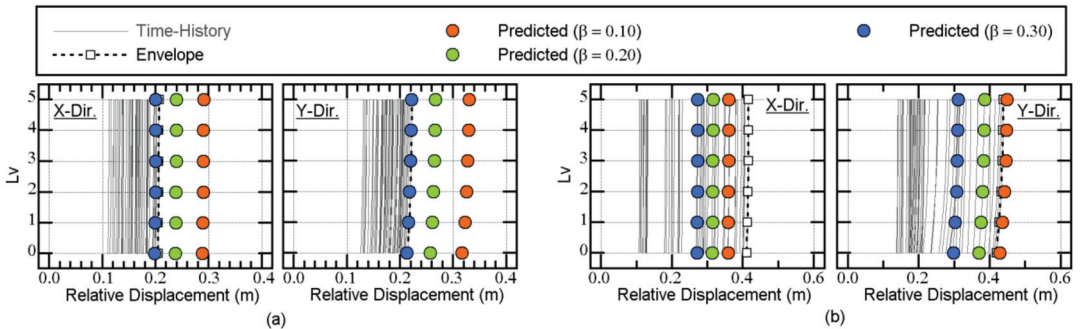 Time-History
Predicted (β = 0.10)
Predicted (β = 0.30)
Envelope
Predicted (β = 0.20)
X-Dir.
Y-Dir.
X-Dir.
Y-Dir.
Lv
5
4
3
2
1
0
0.0 0.1 0.2 0.3 0.4
Relative Displacement (m)
0.0 0.1 0.2 0.3 0.4
Relative Displacement (m)
(a)
Lv
5
4
3
2
1
0
0.0 0.2 0.4 0.6
Relative Displacement (m)
0.0 0.2 0.4 0.6
Relative Displacement (m)
(b)